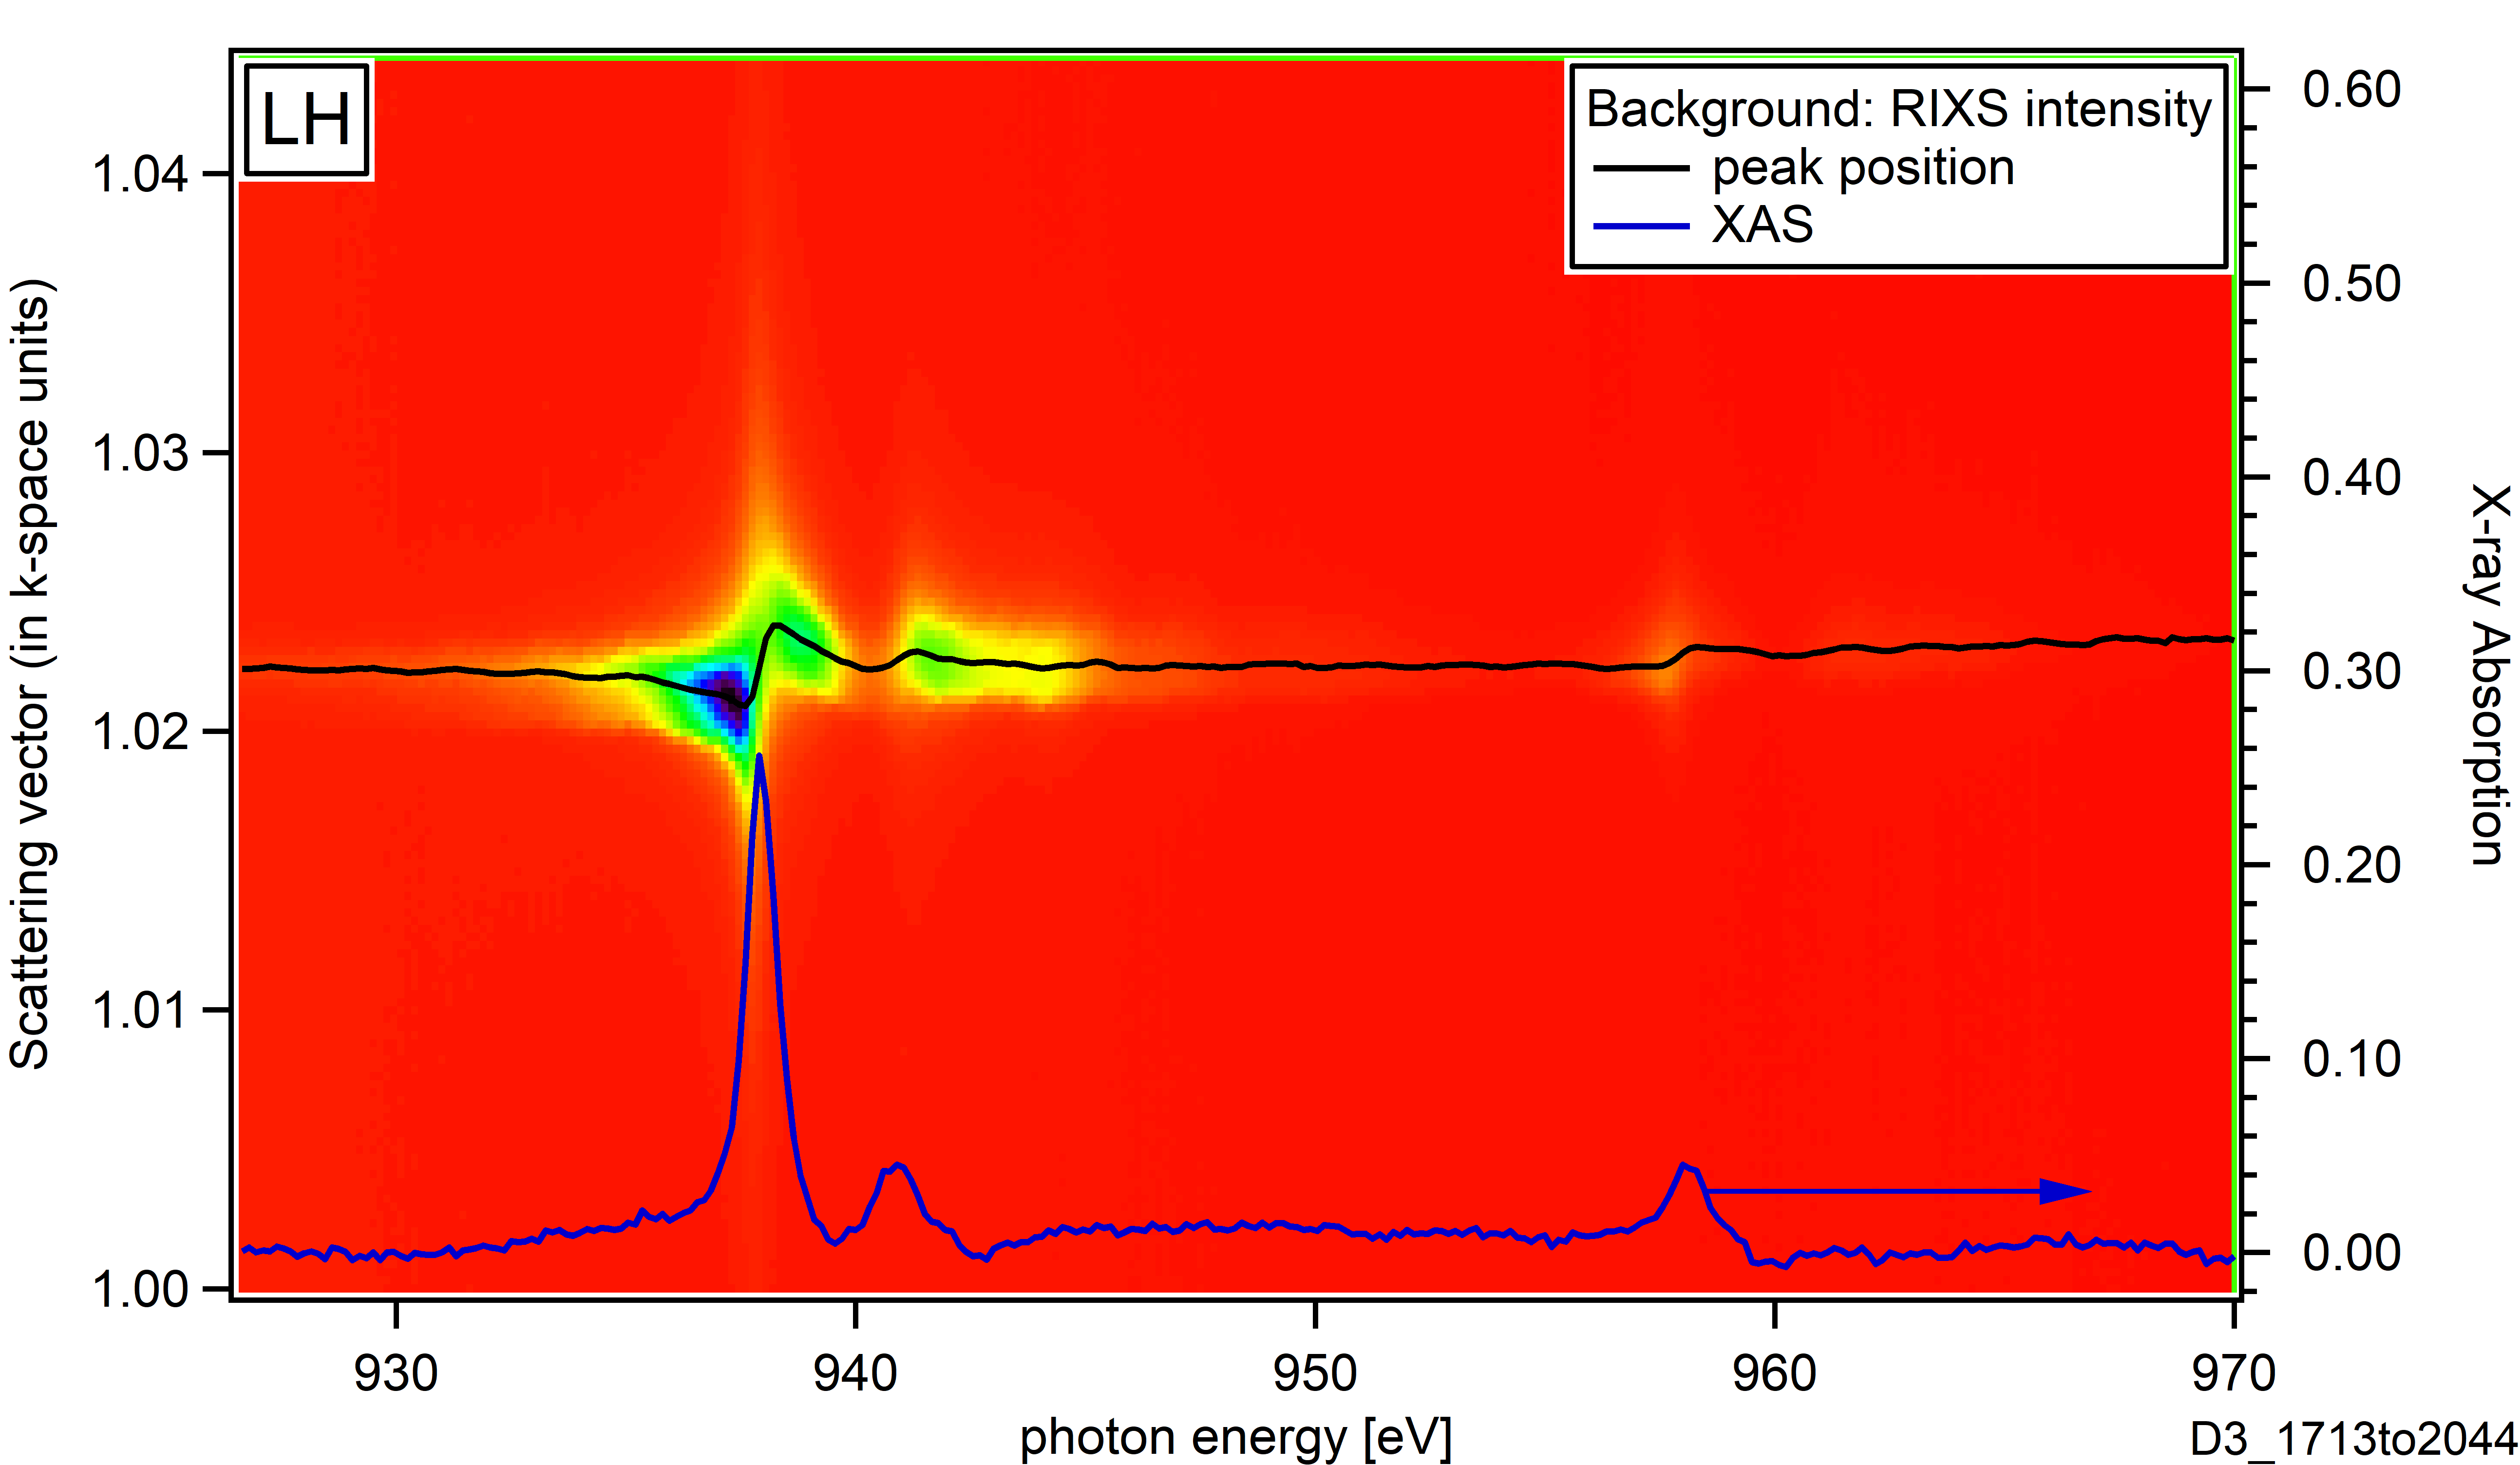 LH
Background: RIXS intensity
peak position
XAS
Scatttering vector (in k-space units)
1.04
1.03
1.02
1.01
1.00
0.60
0.50
0.40
0.30
0.20
0.10
0.00
X-ray Absorption
930
940
950
960
970
photon energy [eV]
D3_1713to2044